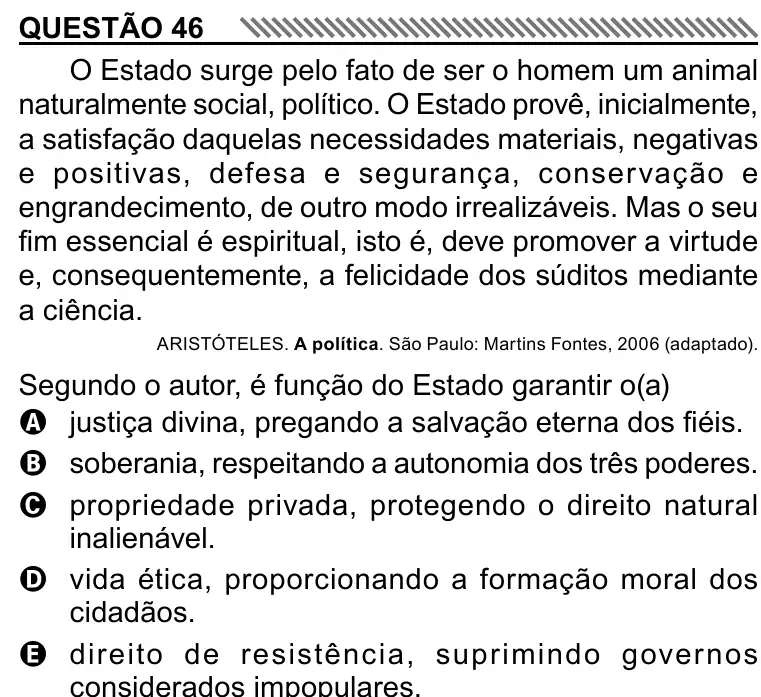 QUESTÃO 46
O Estado surge pelo fato de ser o homem um animal
naturalmente social, político. O Estado provê, inicialmente,
a satisfação daquelas necessidades materiais, negativas
e positivas, defesa e segurança, conservação e
engrandecimento, de outro modo irrealizáveis. Mas o seu
fim essencial é espiritual, isto é, deve promover a virtude
e, consequentemente, a felicidade dos súditos mediante
a ciência.
ARISTÓTELES. A política. São Paulo: Martins Fontes, 2006 (adaptado).
Segundo o autor, é função do Estado garantir o(a)
A justiça divina, pregando a salvação eterna dos fiéis.
B soberania, respeitando a autonomia dos três poderes.
C propriedade privada, protegendo o direito natural
inalienável.
D vida ética, proporcionando a formação moral dos
cidadãos.
E direito de resistência, suprimindo governos
considerados impopulares.